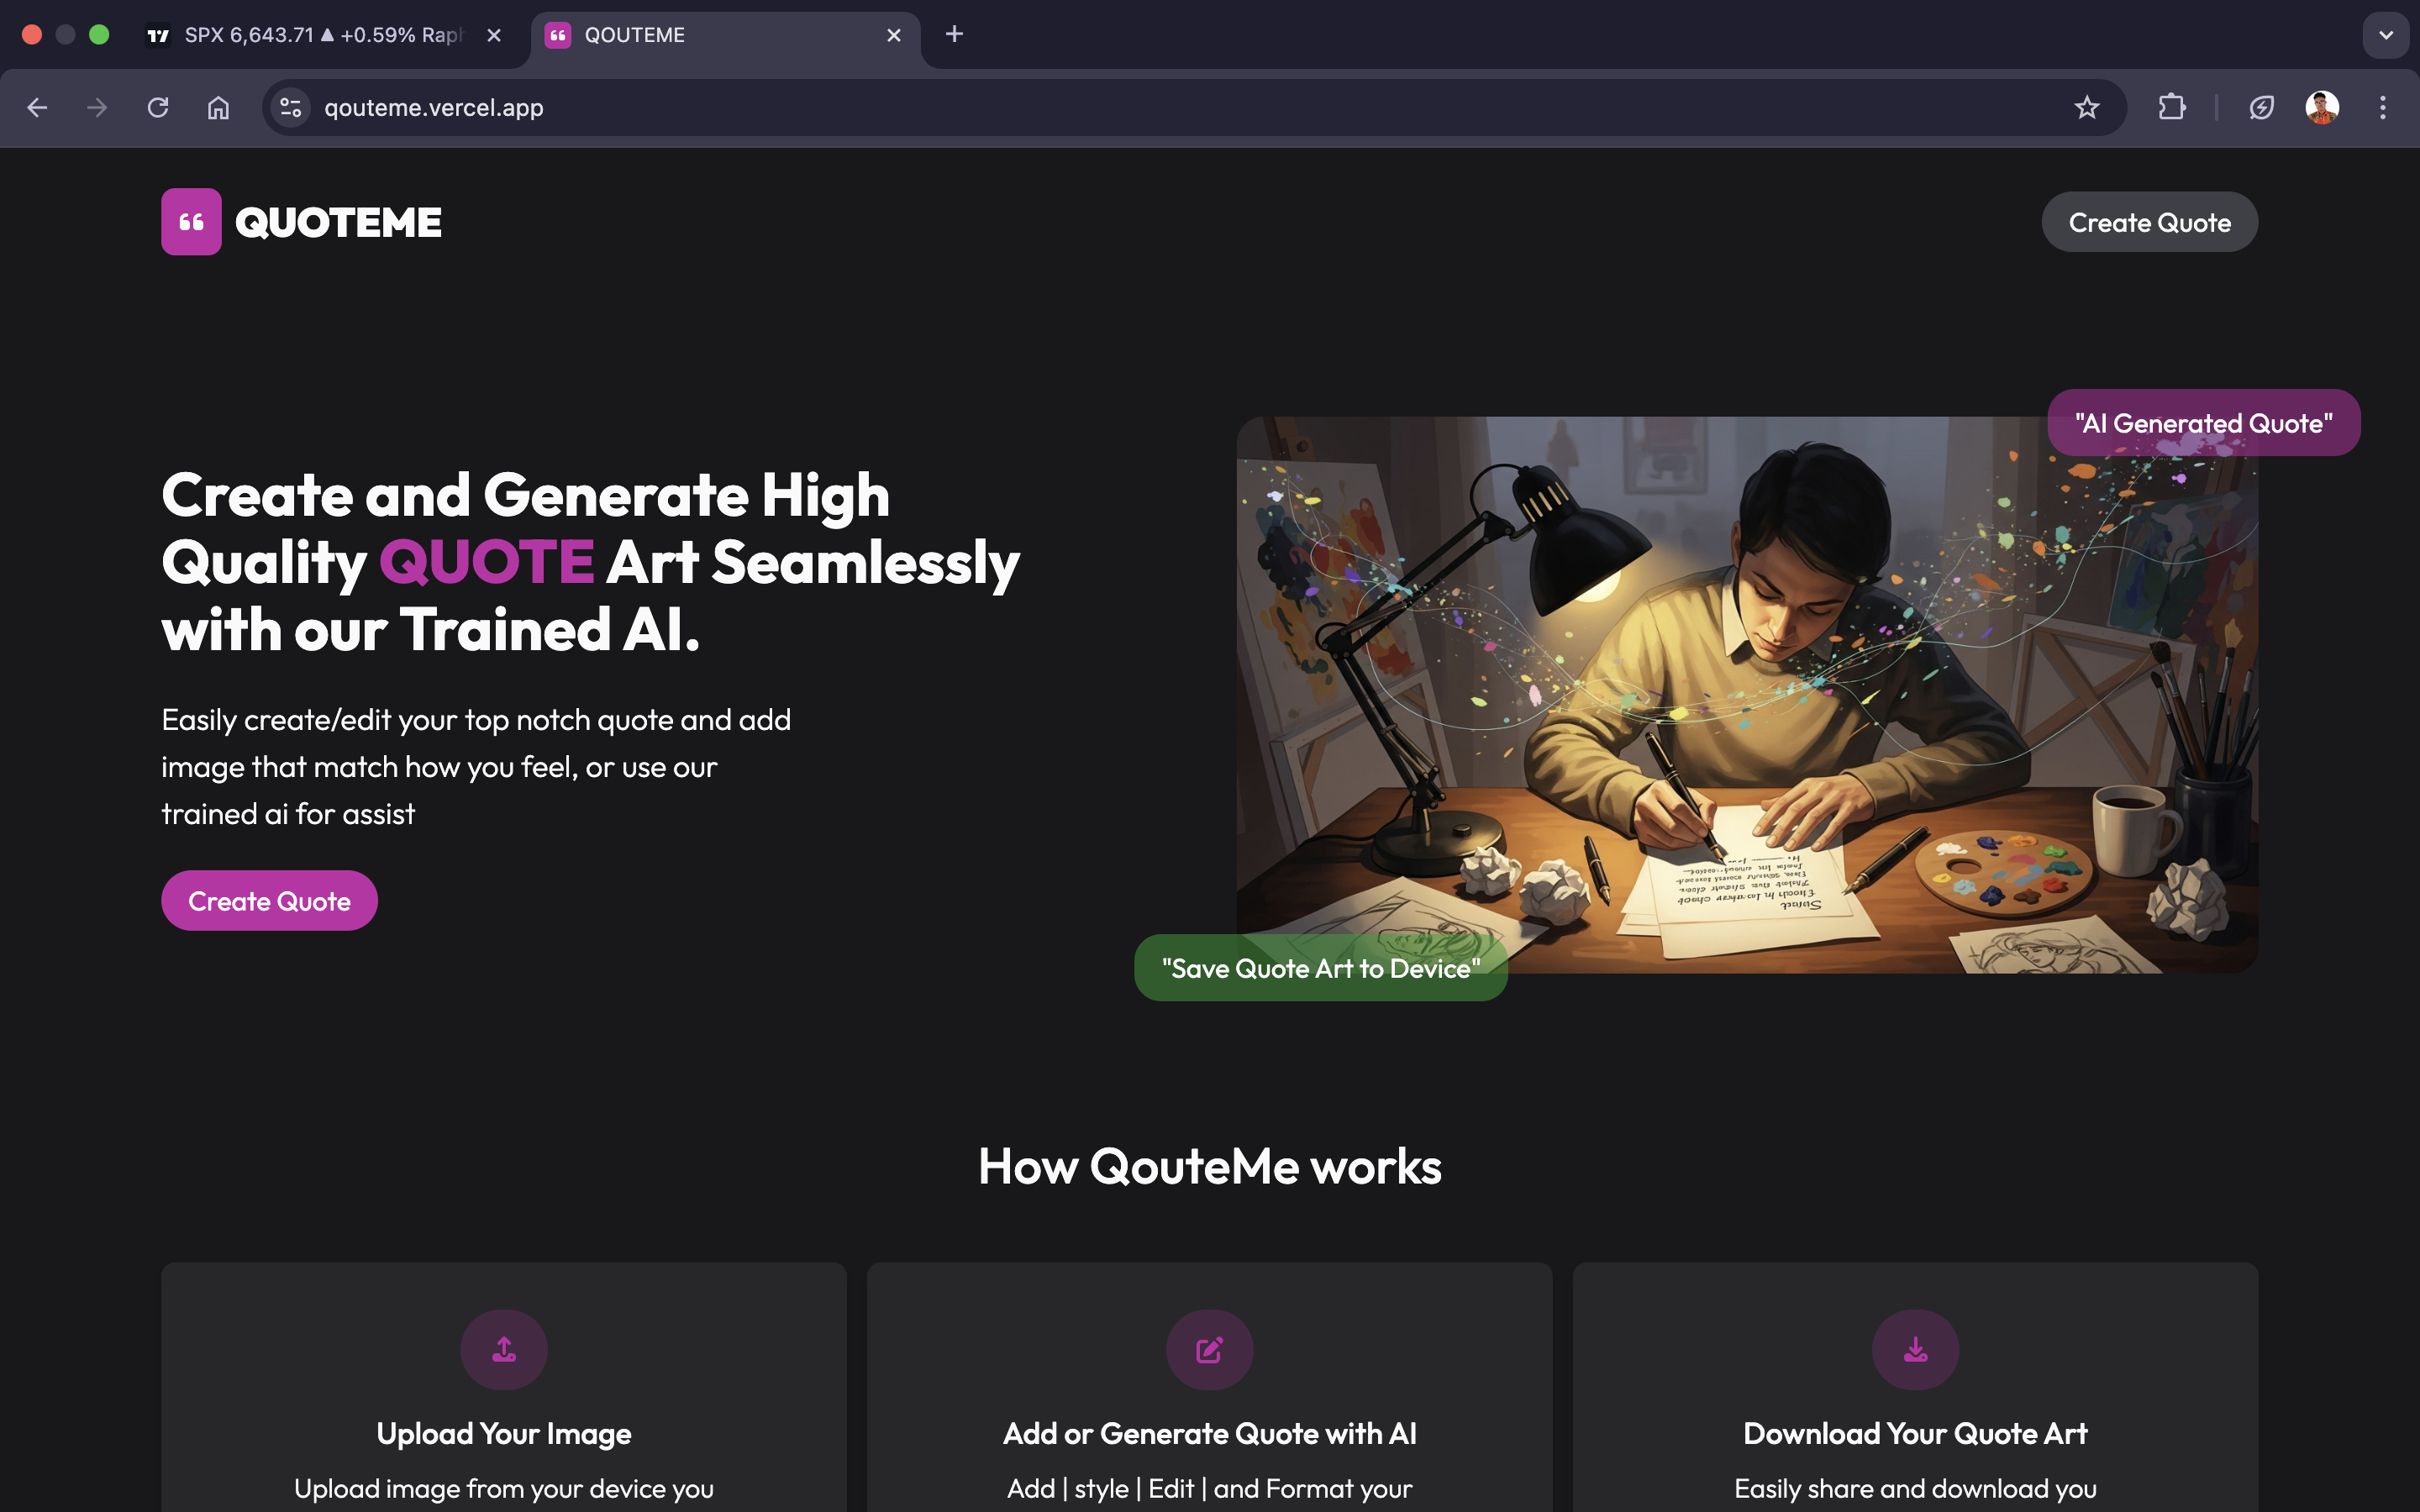 SPX 6,643.71 ▲ +0.59% Raph
QOUTEME
qouteme.vercel.app
QUOTEME
Create Quote
"AI Generated Quote"
Create and Generate High
Quality QUOTE Art Seamlessly
with our Trained AI.
Easily create/edit your top notch quote and add
image that match how you feel, or use our
trained ai for assist
Create Quote
"Save Quote Art to Device"
How QouteMe works
Upload Your Image
Upload image from your device you
Add or Generate Quote with AI
Add | style | Edit | and Format your
Download Your Quote Art
Easily share and download you